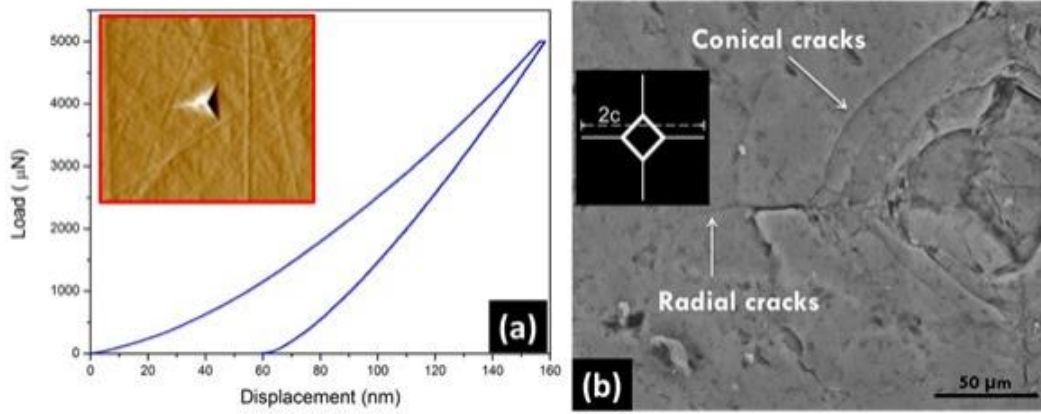 Load ( μN)
5000
4000
3000
2000
1000
0
0 20 40 60 80 100 120 140 160
Displacement (nm)
(a)
Conical cracks
2c
Radial cracks
(b)
50 μm